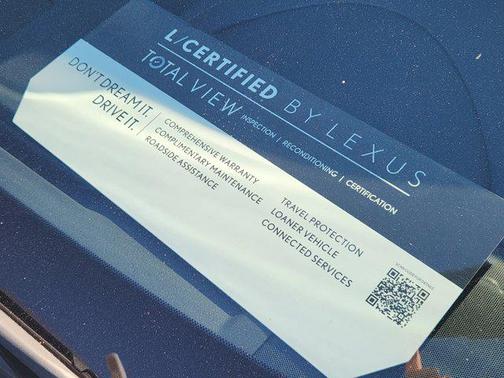 L/CERTIFIED BY LEXUS
TOTAL VIEW INSPECTION | RECONDITIONING | CERTIFICATION
DON'T DREAM IT.
DRIVE IT.
COMPREHENSIVE WARRANTY
COMPLIMENTARY MAINTENANCE
ROADSIDE ASSISTANCE
TRAVEL PROTECTION
LOANER VEHICLE
CONNECTED SERVICES